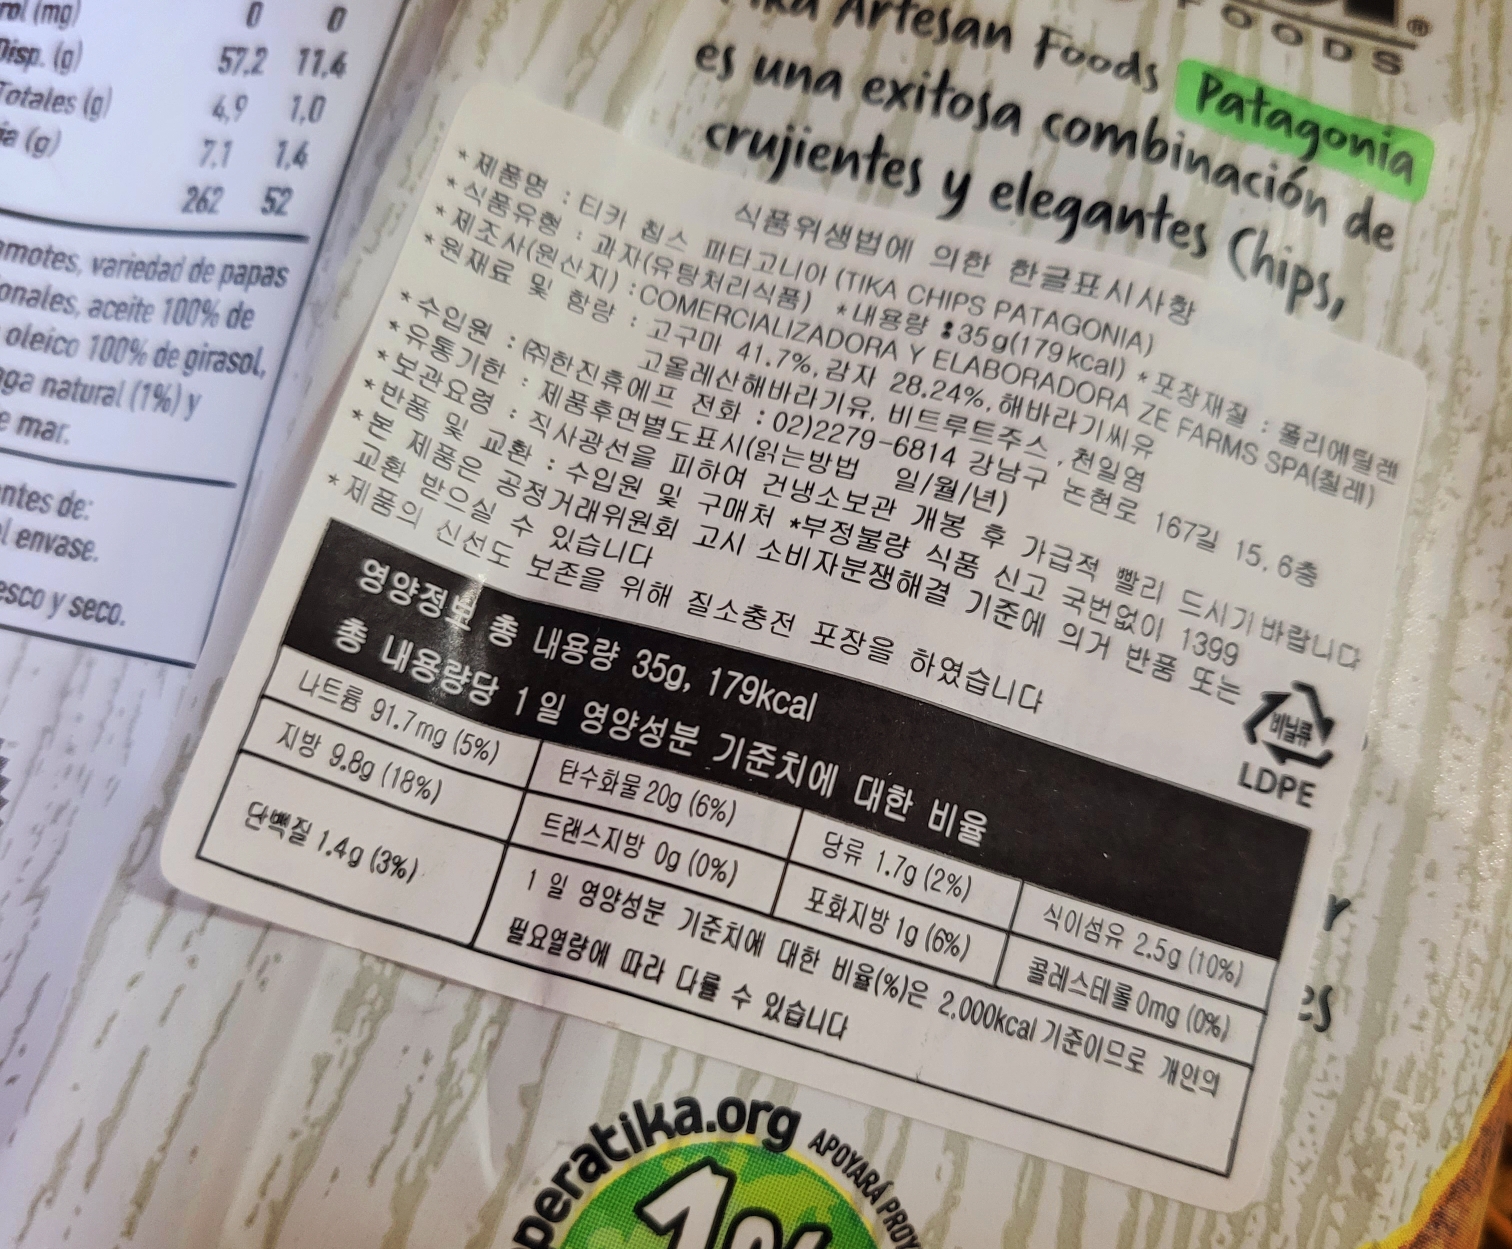 (mg) 0 0
Disp. (g) 57,2 11,4
Totales (g) 4,9 1,0
(g) 7,1 1,4
262 52
variedad de papas
aceite 100% de
oleico 100% de girasol,
natural (1%) y
mar.
de:
envase.
y seco.
FOODS
Artesan Foods Patagonia
es una exitosa combinación de
crujientes y elegantes Chips,
식품위생법에 의한 한글표시사항
* 제품명 : 티카 칩스 파타고니아 (TIKA CHIPS PATAGONIA)
* 식품유형 : 과자(유탕처리식품) *내용량 : 35g(179kcal) *포장재질 : 폴리에틸렌
* 제조사(원산지) : COMERCIALIZADORA Y ELABORADORA ZE FARMS SPA(칠레)
* 원재료 및 함량 : 고구마 41.7%, 감자 28.24%, 해바라기씨유
고올레산해바라기유, 비트루트주스, 천일염
* 수입원 : ㈜한진휴에프 전화 : 02)2279-6814 강남구 논현로 167길 15, 6층
* 유통기한 : 제품후면별도표시(읽는방법 일/월/년)
* 보관요령 : 직사광선을 피하여 건냉소보관 개봉 후 가급적 빨리 드시기바랍니다
* 반품 및 교환 : 수입원 및 구매처 *부정불량 식품 신고 국번없이 1399
* 본 제품은 공정거래위원회 고시 소비자분쟁해결 기준에 의거 반품 또는
교환 받으실 수 있습니다
* 제품의 신선도 보존을 위해 질소충전 포장을 하였습니다
비닐류
LDPE
영양정보 총 내용량 35g, 179kcal
총 내용량당 1일 영양성분 기준치에 대한 비율
나트륨 91.7mg (5%) 탄수화물 20g (6%) 당류 1.7g (2%) 식이섬유 2.5g (10%)
지방 9.8g (18%) 트랜스지방 0g (0%) 포화지방 1g (6%) 콜레스테롤 0mg (0%)
단백질 1.4g (3%) 1일 영양성분 기준치에 대한 비율(%)은 2,000kcal 기준이므로 개인의
필요열량에 따라 다를 수 있습니다
peratika.org
APOYARÁ
1%